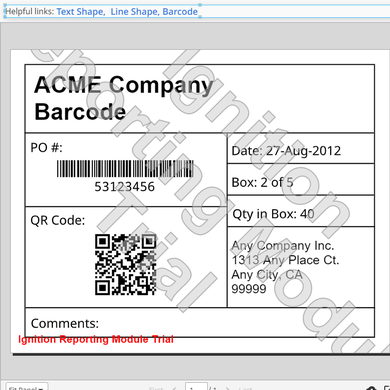 Helpful links: Text Shape,  Line Shape, Barcode
ACME Company
Barcode
PO #:
53123456
QR Code:
Date: 27-Aug-2012
Box: 2 of 5
Qty in Box: 40
Any Company Inc.
1313 Any Place Ct.
Any City, CA
99999
Comments:
Ignition Reporting Module Trial
Ignition
Reporting Modu
Trial
Fit Panel
1